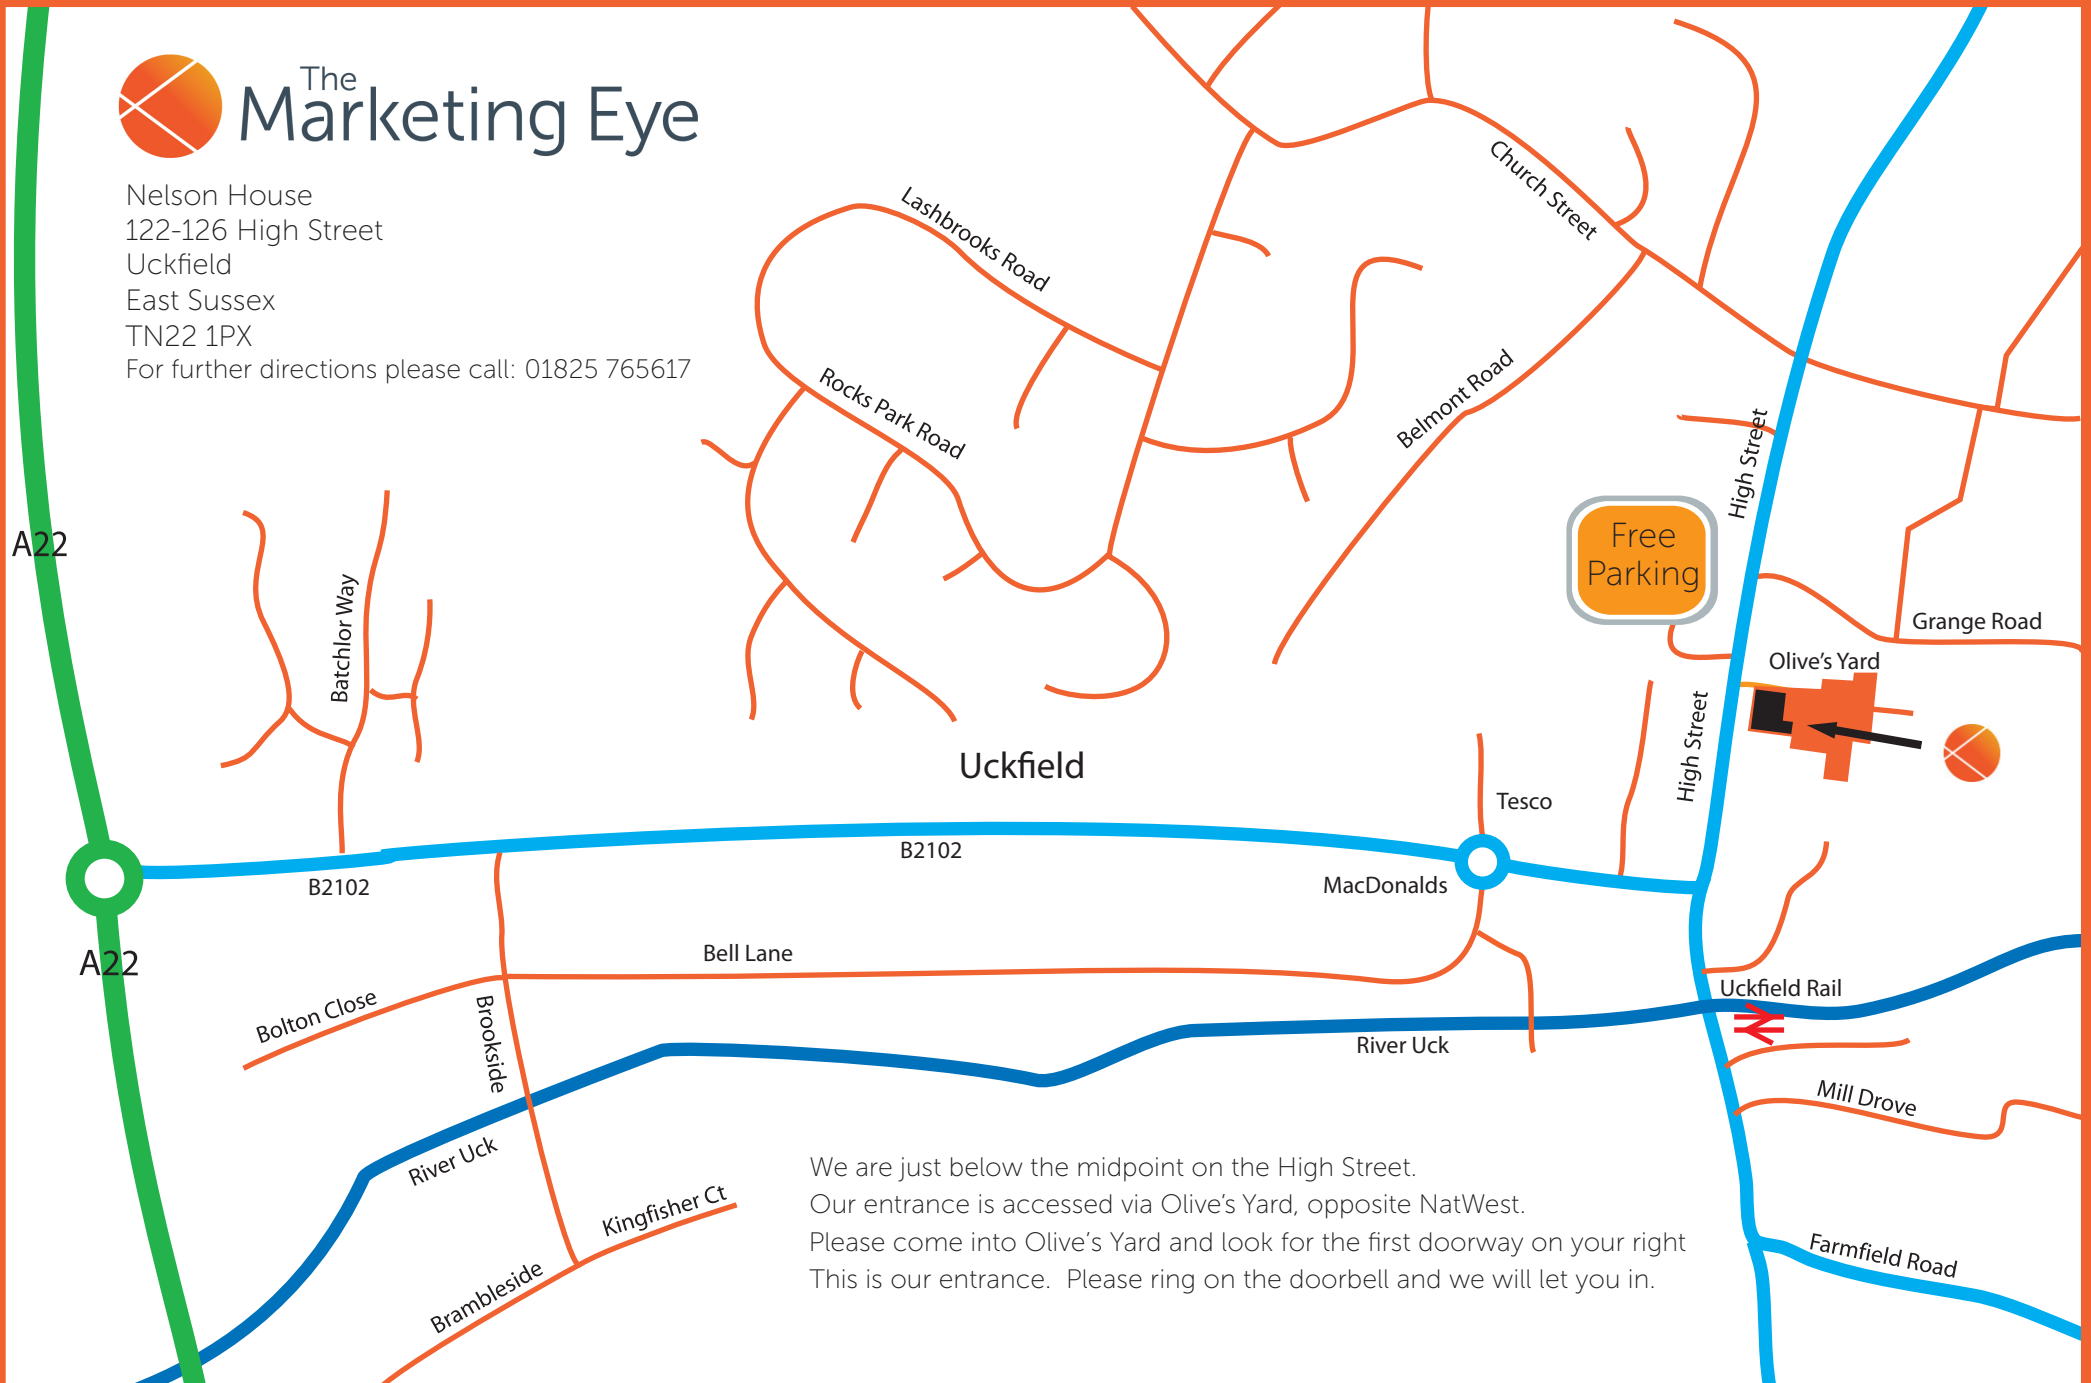 The
Marketing Eye
Nelson House
122-126 High Street
Uckfield
East Sussex
TN22 1PX
For further directions please call: 01825 765617
Church Street
Lashbrooks Road
Rocks Park Road
Belmont Road
High Street
Free
Parking
A22
Batchlor Way
Grange Road
Olive's Yard
High Street
Uckfield
Tesco
B2102
MacDonalds
B2102
Bell Lane
A22
Bolton Close
Brookside
Uckfield Rail
River Uck
Mill Drove
River Uck
Kingfisher Ct
Brambleside
Farmfield Road
We are just below the midpoint on the High Street.
Our entrance is accessed via Olive's Yard, opposite NatWest.
Please come into Olive's Yard and look for the first doorway on your right
This is our entrance. Please ring on the doorbell and we will let you in.